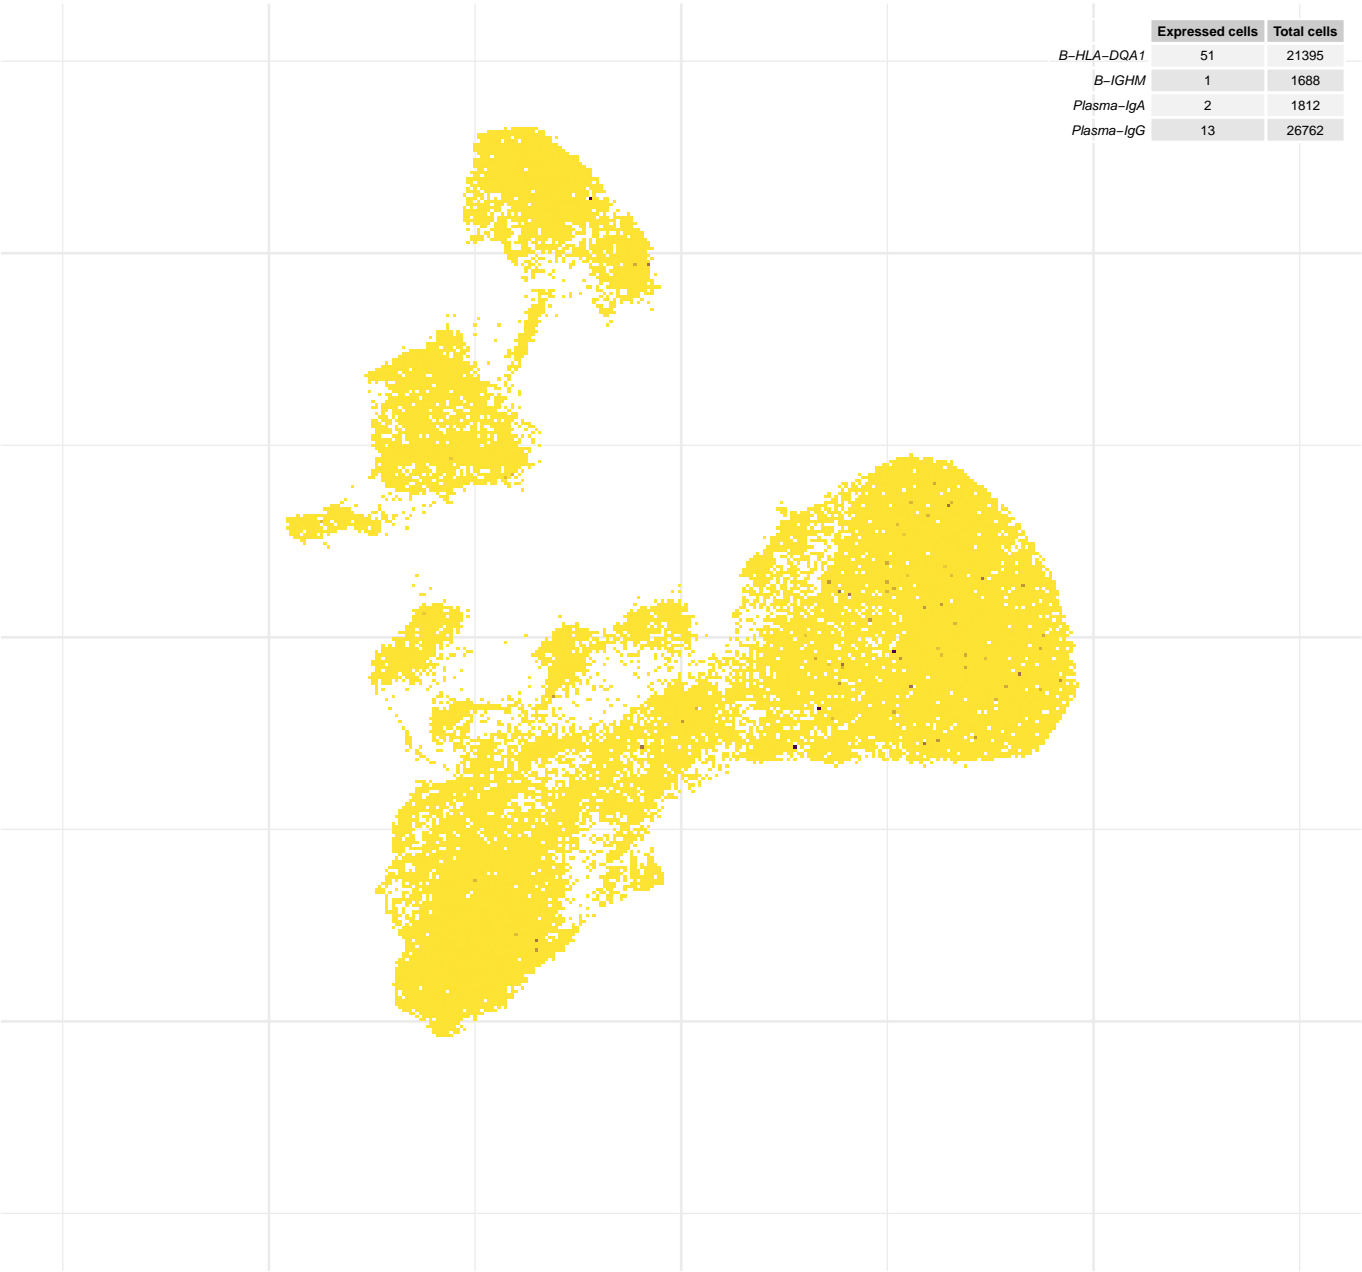 Expressed cells Total cells
B−HLA−DQA1 51 21395
B−IGHM 1 1688
Plasma−IgA 2 1812
Plasma−IgG 13 26762